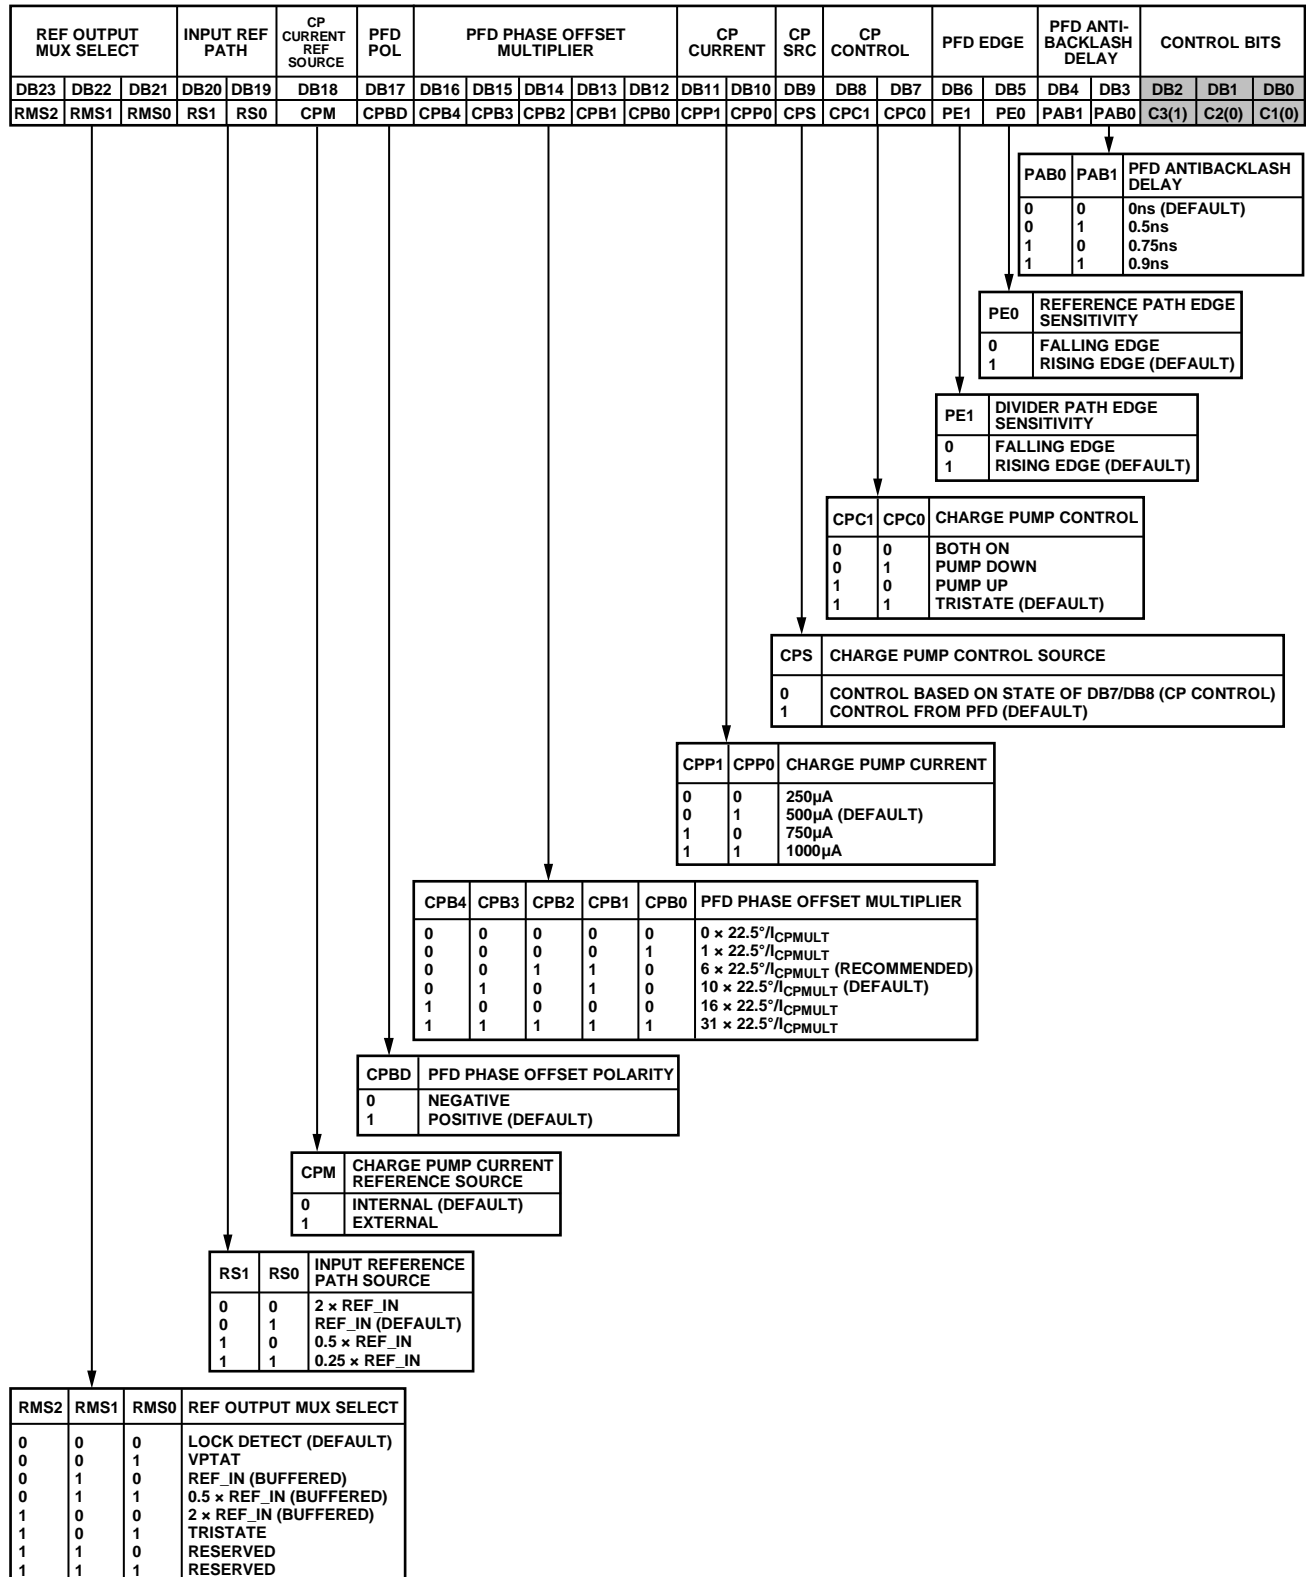 REF OUTPUT MUX SELECT | INPUT REF PATH | CP CURRENT REF SOURCE | PFD POL | PFD PHASE OFFSET MULTIPLIER | CP CURRENT | CP SRC | CP CONTROL | PFD EDGE | PFD ANTI-BACKLASH DELAY | CONTROL BITS
DB23 DB22 DB21 DB20 DB19 DB18 DB17 DB16 DB15 DB14 DB13 DB12 DB11 DB10 DB9 DB8 DB7 DB6 DB5 DB4 DB3 DB2 DB1 DB0
RMS2 RMS1 RMS0 RS1 RS0 CPM CPBD CPB4 CPB3 CPB2 CPB1 CPB0 CPP1 CPP0 CPS CPC1 CPC0 PE1 PE0 PAB1 PAB0 C3(1) C2(0) C1(0)
PAB0 PAB1 PFD ANTIBACKLASH DELAY
0 0 0ns (DEFAULT)
0 1 0.5ns
1 0 0.75ns
1 1 0.9ns
PE0 REFERENCE PATH EDGE SENSITIVITY
0 FALLING EDGE
1 RISING EDGE (DEFAULT)
PE1 DIVIDER PATH EDGE SENSITIVITY
0 FALLING EDGE
1 RISING EDGE (DEFAULT)
CPC1 CPC0 CHARGE PUMP CONTROL
0 0 BOTH ON
0 1 PUMP DOWN
1 0 PUMP UP
1 1 TRISTATE (DEFAULT)
CPS CHARGE PUMP CONTROL SOURCE
0 CONTROL BASED ON STATE OF DB7/DB8 (CP CONTROL)
1 CONTROL FROM PFD (DEFAULT)
CPP1 CPP0 CHARGE PUMP CURRENT
0 0 250µA
0 1 500µA (DEFAULT)
1 0 750µA
1 1 1000µA
CPB4 CPB3 CPB2 CPB1 CPB0 PFD PHASE OFFSET MULTIPLIER
0 0 0 0 0 0 × 22.5°/ICPMULT
0 0 0 0 1 1 × 22.5°/ICPMULT
0 0 1 1 0 6 × 22.5°/ICPMULT (RECOMMENDED)
0 1 0 1 0 10 × 22.5°/ICPMULT (DEFAULT)
1 0 0 0 0 16 × 22.5°/ICPMULT
1 1 1 1 1 31 × 22.5°/ICPMULT
CPBD PFD PHASE OFFSET POLARITY
0 NEGATIVE
1 POSITIVE (DEFAULT)
CPM CHARGE PUMP CURRENT REFERENCE SOURCE
0 INTERNAL (DEFAULT)
1 EXTERNAL
RS1 RS0 INPUT REFERENCE PATH SOURCE
0 0 2 × REF_IN
0 1 REF_IN (DEFAULT)
1 0 0.5 × REF_IN
1 1 0.25 × REF_IN
RMS2 RMS1 RMS0 REF OUTPUT MUX SELECT
0 0 0 LOCK DETECT (DEFAULT)
0 0 1 VPTAT
0 1 0 REF_IN (BUFFERED)
0 1 1 0.5 × REF_IN (BUFFERED)
1 0 0 2 × REF_IN (BUFFERED)
1 0 1 TRISTATE
1 1 0 RESERVED
1 1 1 RESERVED